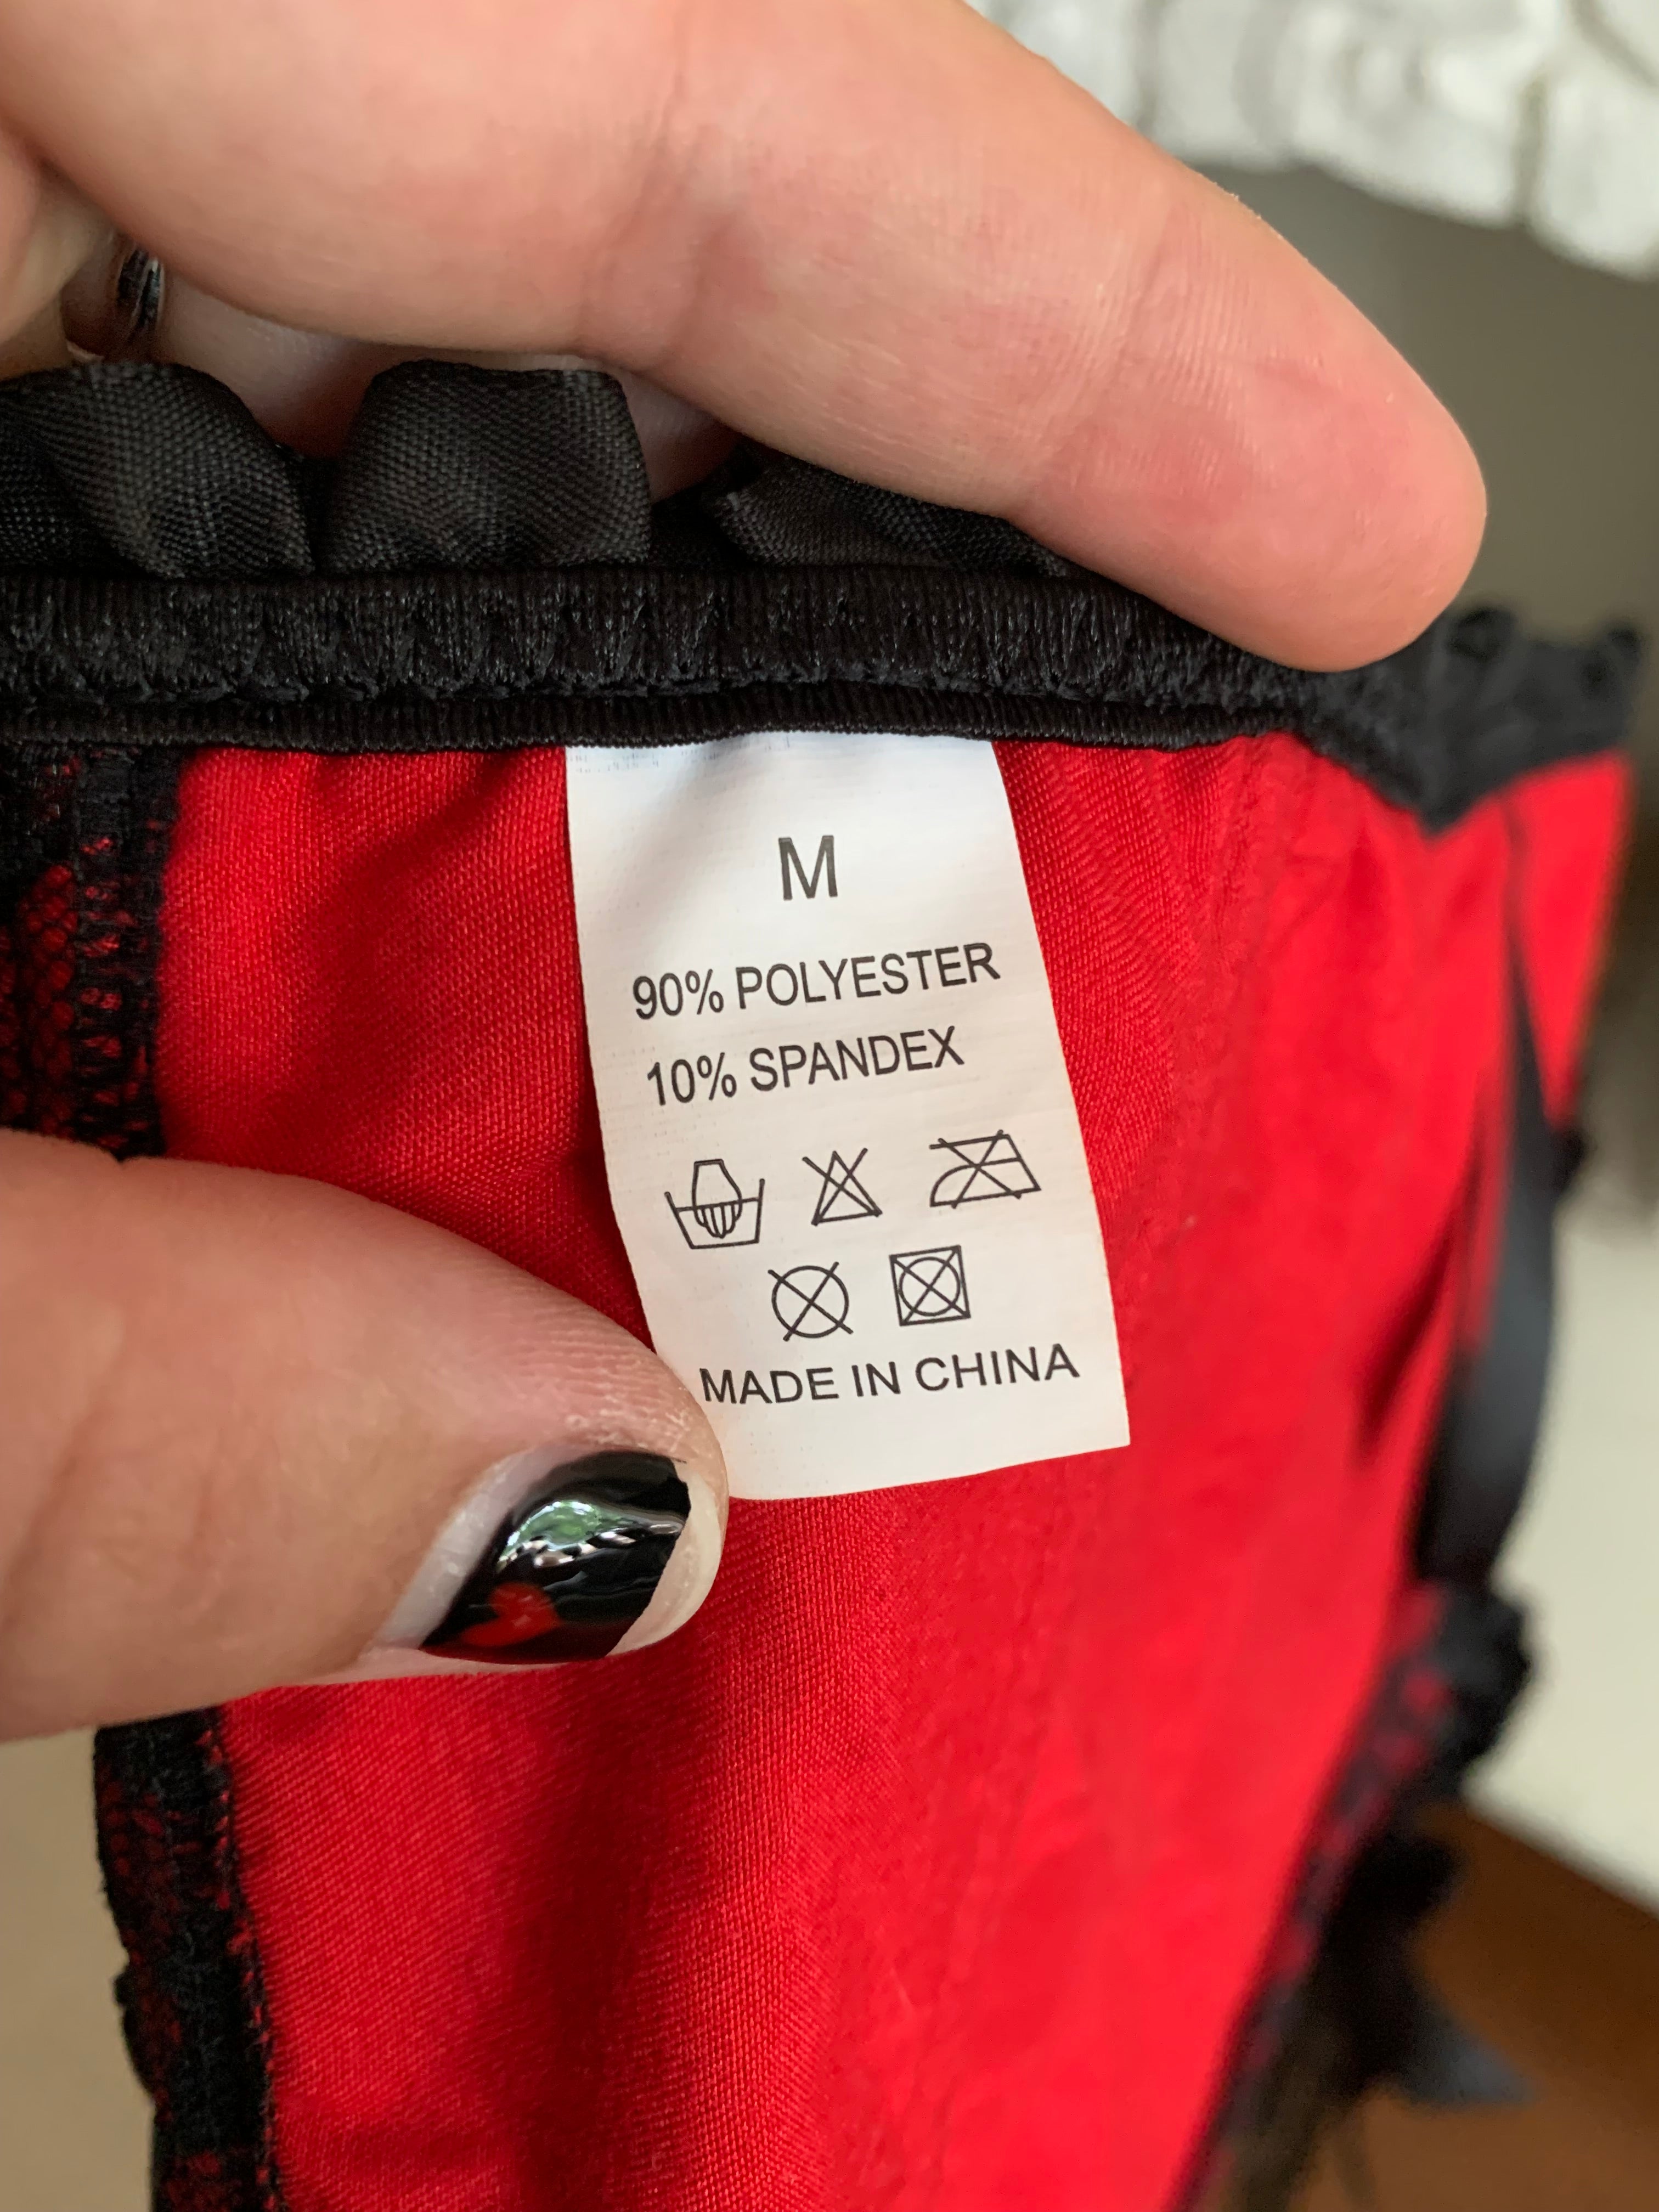 M
90% POLYESTER
10% SPANDEX
MADE IN CHINA